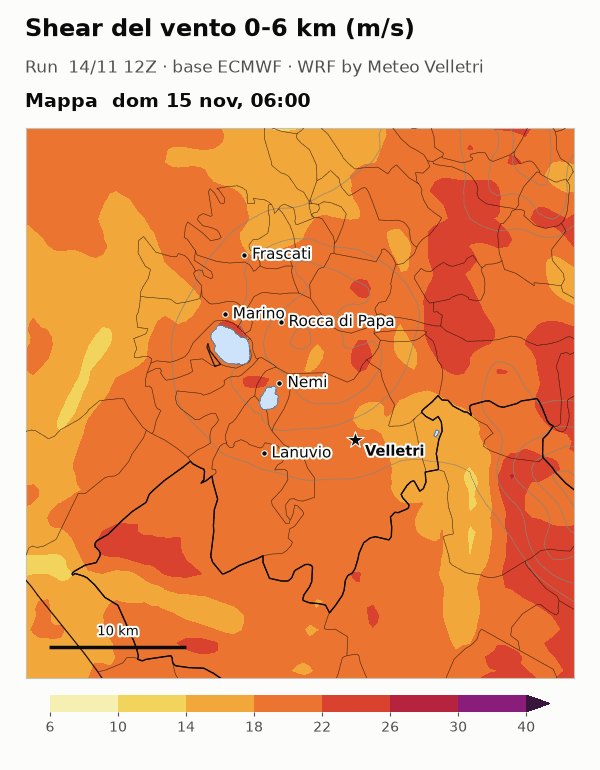 Shear del vento 0-6 km (m/s)
Run 14/11 12Z · base ECMWF · WRF by Meteo Velletri
Mappa dom 15 nov, 06:00
Frascati
Marino
Rocca di Papa
Nemi
Velletri
Lanuvio
10 km
6 10 14 18 22 26 30 40